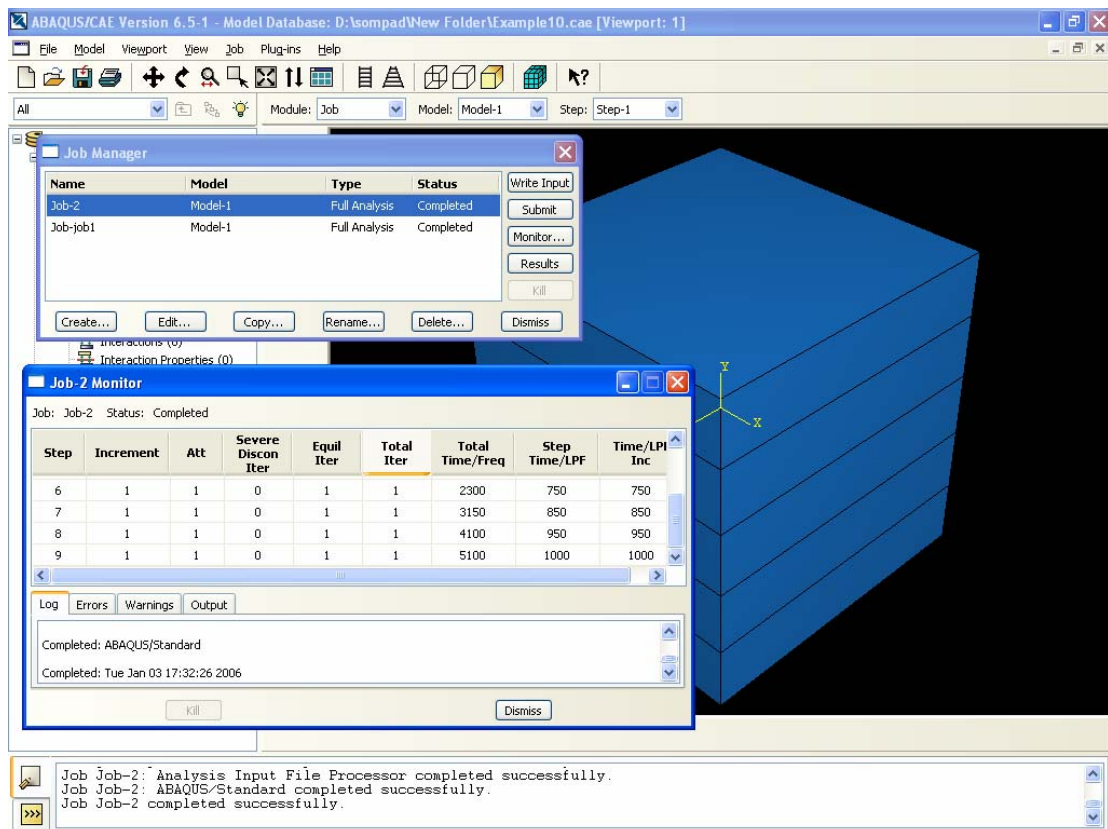 ABAQUS/CAE Version 6.5-1 - Model Database: D:\sompad\New Folder\Example10.cae [Viewport: 1]
File Model Viewport View Job Plug-ins Help
All Module: Job Model: Model-1 Step: Step-1
Job Manager
Name Model Type Status Write Input
Job-2 Model-1 Full Analysis Completed Submit
Job-job1 Model-1 Full Analysis Completed Monitor...
Results
Kill
Create... Edit... Copy... Rename... Delete... Dismiss
Interactions (0)
Interaction Properties (0)
Y
X
Job-2 Monitor
Job: Job-2 Status: Completed
Step Increment Att Severe Discon Iter Equil Iter Total Iter Total Time/Freq Step Time/LPF Time/LPF Inc
6 1 1 0 1 1 2300 750 750
7 1 1 0 1 1 3150 850 850
8 1 1 0 1 1 4100 950 950
9 1 1 0 1 1 5100 1000 1000
Log Errors Warnings Output
Completed: ABAQUS/Standard
Completed: Tue Jan 03 17:32:26 2006
Kill Dismiss
Job Job-2: Analysis Input File Processor completed successfully.
Job Job-2: ABAQUS/Standard completed successfully.
Job Job-2 completed successfully.
>>>